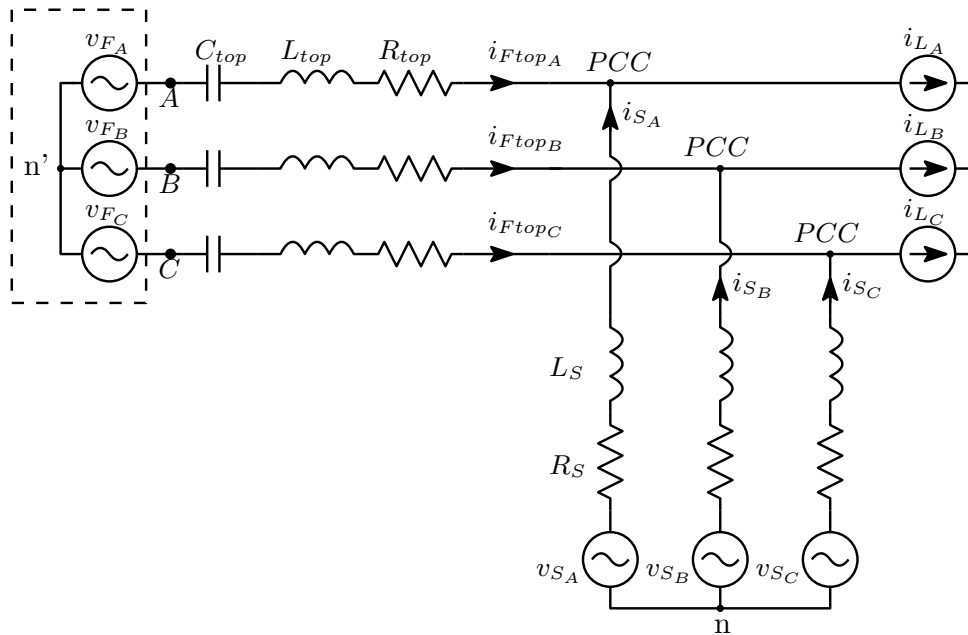 v_{F_A} C_{top} L_{top} R_{top} i_{Ftop_A} PCC i_{L_A}
A i_{S_A}
v_{F_B} i_{Ftop_B} PCC i_{L_B}
n'
B
v_{F_C} i_{Ftop_C} PCC i_{L_C}
C i_{S_B} i_{S_C}
L_S
R_S
v_{S_A} v_{S_B} v_{S_C}
n